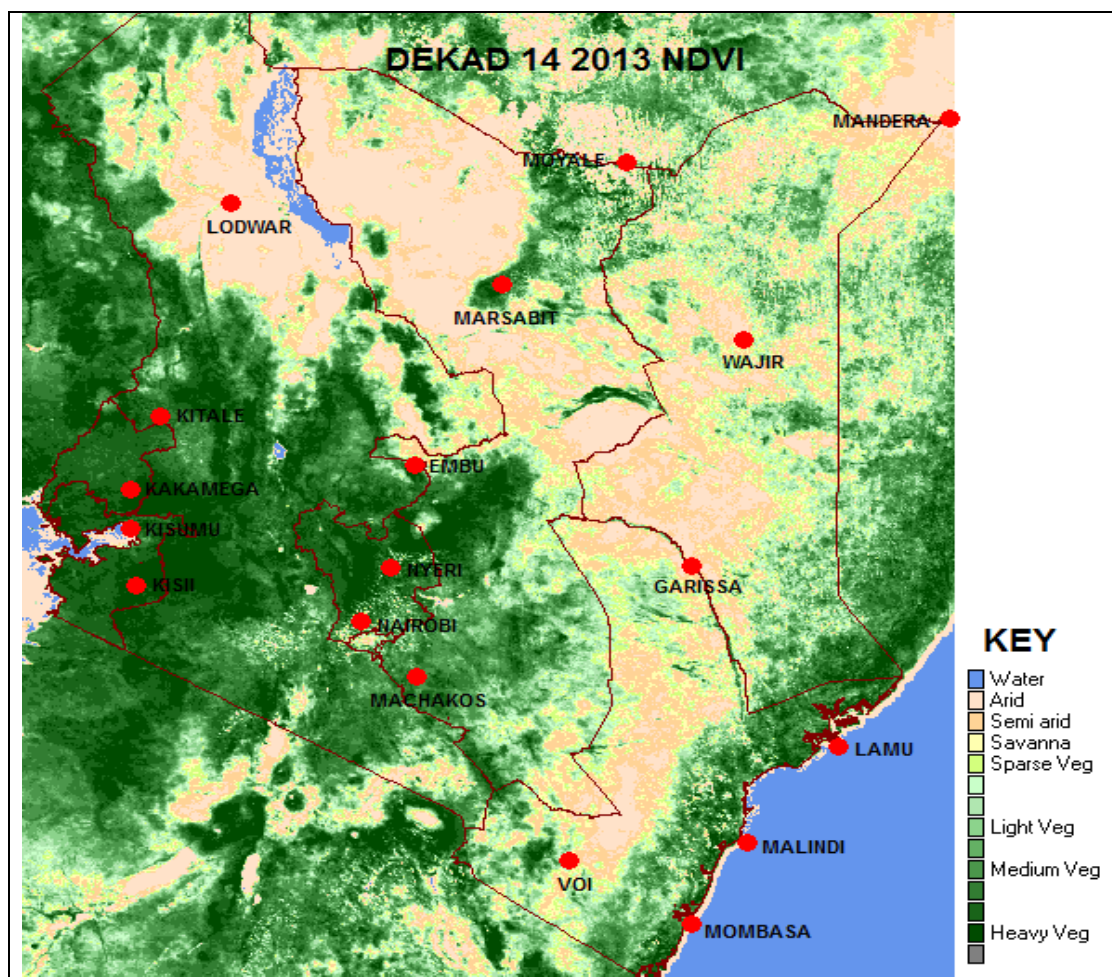 DEKAD 14 2013 NDVI
MANDERA
MOYALE
LODWAR
MARSABIT
WAJIR
KITALE
EMBU
KAKAMEGA
KISUMU
NYERI
GARISSA
KISII
NAIROBI
MACHAKOS
LAMU
MALINDI
VOI
MOMBASA
KEY
Water
Arid
Semi arid
Savanna
Sparse Veg
Light Veg
Medium Veg
Heavy Veg